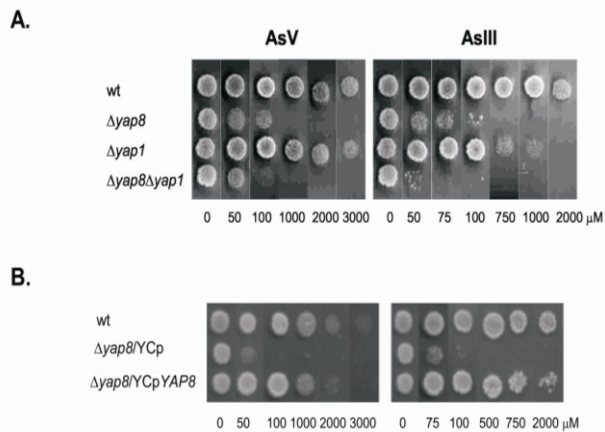 A.
AsV AsIII
wt
Δyap8
Δyap1
Δyap8Δyap1
0 50 100 1000 2000 3000 0 50 75 100 750 1000 2000 μM
B.
wt
Δyap8/YCp
Δyap8/YCpYAP8
0 50 100 1000 2000 3000 0 75 100 500 750 2000 μM